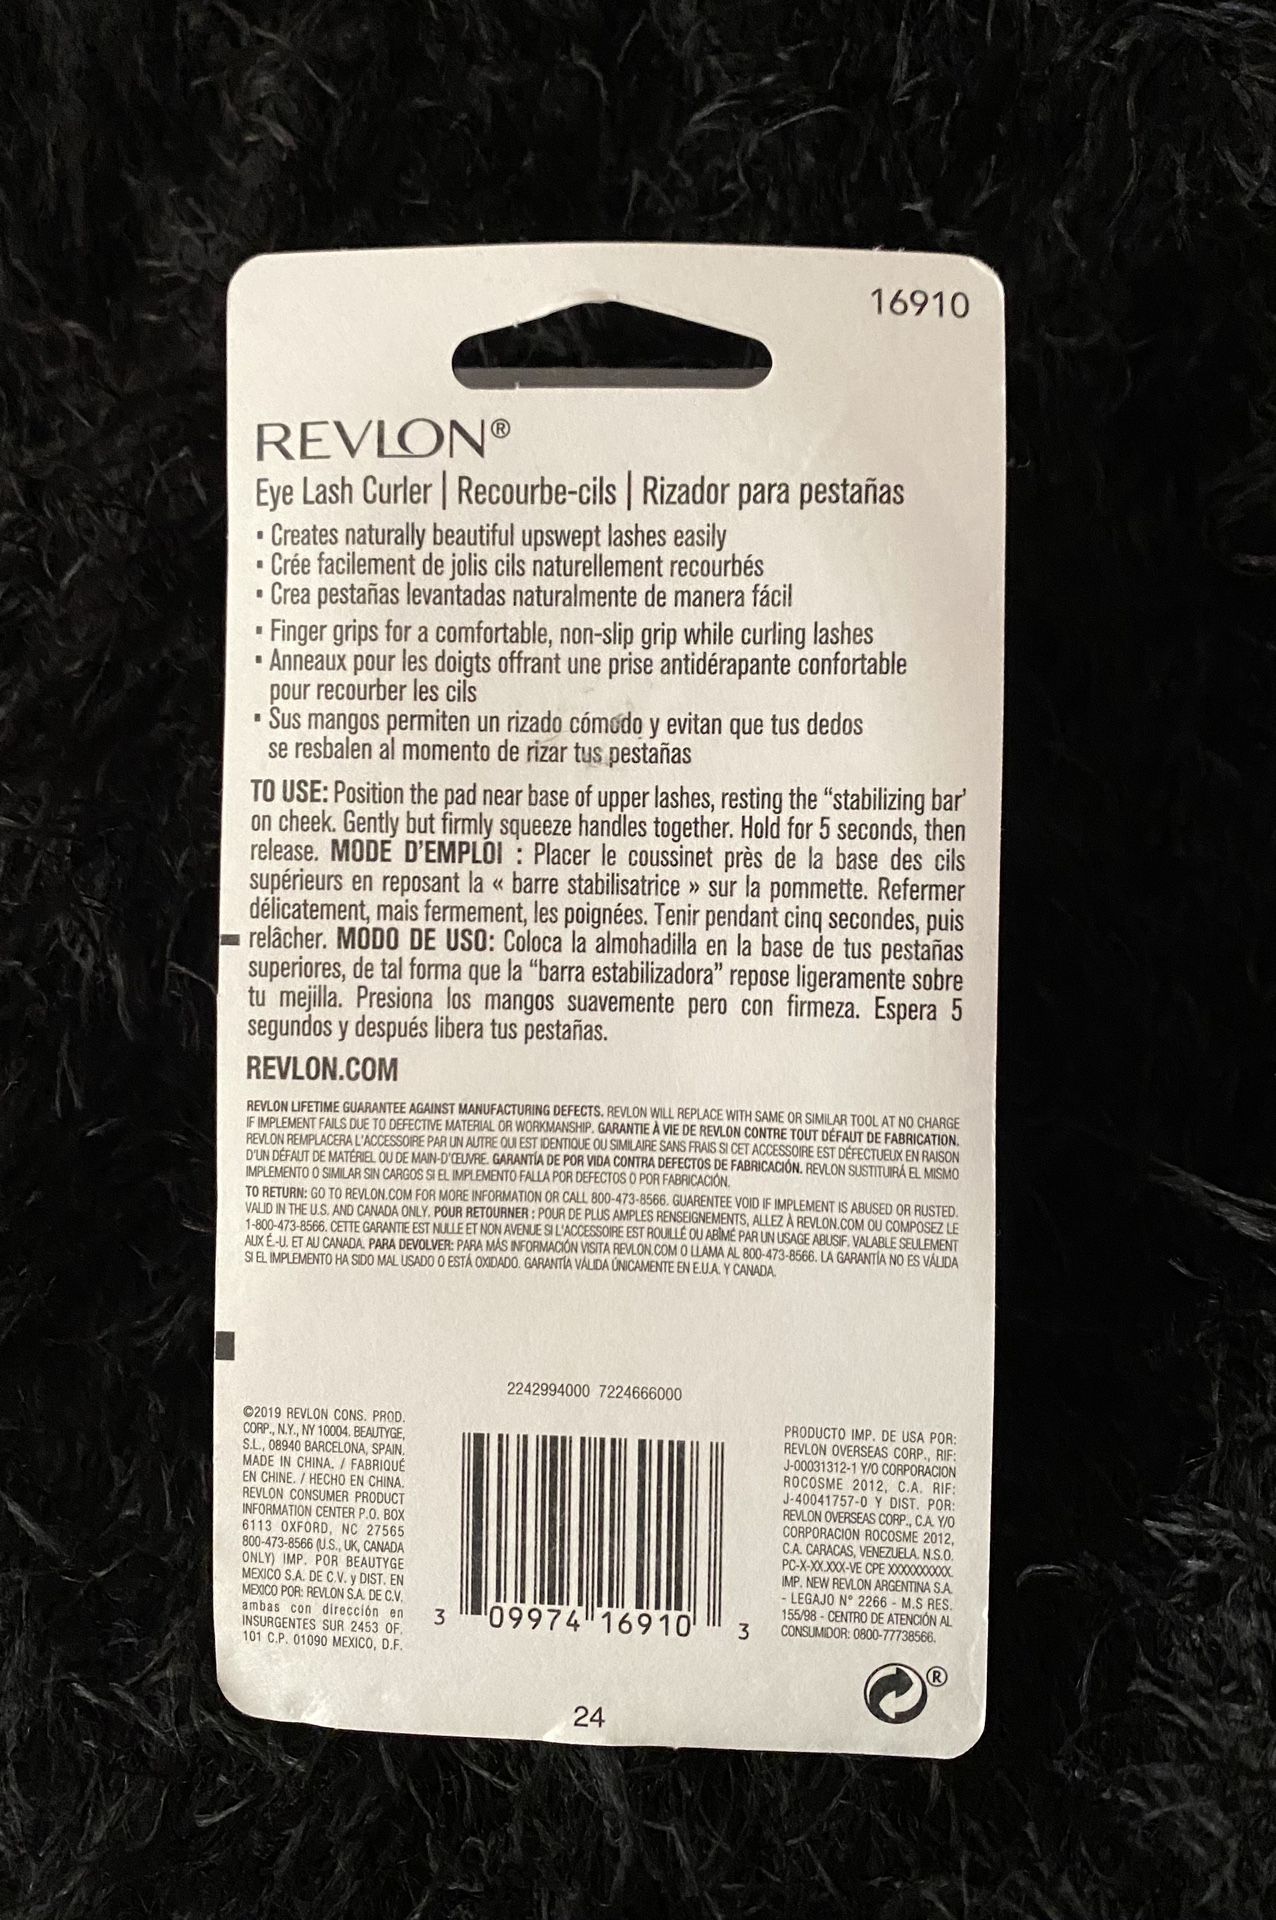 16910
REVLON®
Eye Lash Curler | Recourbe-cils | Rizador para pestañas
▪ Creates naturally beautiful upswept lashes easily
▪ Crée facilement de jolis cils naturellement recourbés
▪ Crea pestañas levantadas naturalmente de manera fácil
▪ Finger grips for a comfortable, non-slip grip while curling lashes
▪ Anneaux pour les doigts offrant une prise antidérapante confortable
pour recourber les cils
▪ Sus mangos permiten un rizado cómodo y evitan que tus dedos
se resbalen al momento de rizar tus pestañas
TO USE: Position the pad near base of upper lashes, resting the “stabilizing bar’
on cheek. Gently but firmly squeeze handles together. Hold for 5 seconds, then
release. MODE D’EMPLOI : Placer le coussinet près de la base des cils
supérieurs en reposant la « barre stabilisatrice » sur la pommette. Refermer
délicatement, mais fermement, les poignées. Tenir pendant cinq secondes, puis
relâcher. MODO DE USO: Coloca la almohadilla en la base de tus pestañas
superiores, de tal forma que la “barra estabilizadora” repose ligeramente sobre
tu mejilla. Presiona los mangos suavemente pero con firmeza. Espera 5
segundos y después libera tus pestañas.
REVLON.COM
REVLON LIFETIME GUARANTEE AGAINST MANUFACTURING DEFECTS. REVLON WILL REPLACE WITH SAME OR SIMILAR TOOL AT NO CHARGE
IF IMPLEMENT FAILS DUE TO DEFECTIVE MATERIAL OR WORKMANSHIP. GARANTIE À VIE DE REVLON CONTRE TOUT DÉFAUT DE FABRICATION.
REVLON REMPLACERA L’ACCESSOIRE PAR UN AUTRE QUI EST IDENTIQUE OU SIMILAIRE SANS FRAIS SI CET ACCESSOIRE EST DÉFECTUEUX EN RAISON
D’UN DÉFAUT DE MATÉRIEL OU DE MAIN-D’ŒUVRE. GARANTÍA DE POR VIDA CONTRA DEFECTOS DE FABRICACIÓN. REVLON SUSTITUIRÁ EL MISMO
IMPLEMENTO O SIMILAR SIN CARGOS SI EL IMPLEMENTO FALLA POR DEFECTOS O POR FABRICACIÓN.
TO RETURN: GO TO REVLON.COM FOR MORE INFORMATION OR CALL 800-473-8566. GUARENTEE VOID IF IMPLEMENT IS ABUSED OR RUSTED.
VALID IN THE U.S. AND CANADA ONLY. POUR RETOURNER : POUR DE PLUS AMPLES RENSEIGNEMENTS, ALLEZ À REVLON.COM OU COMPOSEZ LE
1-800-473-8566. CETTE GARANTIE EST NULLE ET NON AVENUE SI L’ACCESSOIRE EST ROUILLÉ OU ABÎMÉ PAR UN USAGE ABUSIF. VALABLE SEULEMENT
AUX É.-U. ET AU CANADA. PARA DEVOLVER: PARA MÁS INFORMACIÓN VISITA REVLON.COM O LLAMA AL 800-473-8566. LA GARANTÍA NO ES VÁLIDA
SI EL IMPLEMENTO HA SIDO MAL USADO O ESTÁ OXIDADO. GARANTÍA VÁLIDA ÚNICAMENTE EN E.U.A. Y CANADA.
2242994000 7224666000
©2019 REVLON CONS. PROD.
CORP., N.Y., NY 10004. BEAUTYGE,
S.L., 08940 BARCELONA, SPAIN.
MADE IN CHINA. / FABRIQUÉ
EN CHINE. / HECHO EN CHINA.
REVLON CONSUMER PRODUCT
INFORMATION CENTER P.O. BOX
6113 OXFORD, NC 27565
800-473-8566 (U.S., UK, CANADA
ONLY) IMP. POR BEAUTYGE
MEXICO S.A. DE C.V. y DIST. EN
MEXICO POR: REVLON S.A. DE C.V.
ambas con dirección en
INSURGENTES SUR 2453 OF.
101 C.P. 01090 MEXICO, D.F.
3 09974 16910 3
PRODUCTO IMP. DE USA POR:
REVLON OVERSEAS CORP., RIF:
J-00031312-1 Y/O CORPORACION
ROCOSME 2012, C.A. RIF:
J-40041757-0 Y DIST. POR:
REVLON OVERSEAS CORP., C.A. Y/O
CORPORACION ROCOSME 2012,
C.A. CARACAS, VENEZUELA. N.S.O.
PC-X-XX.XXX-VE CPE XXXXXXXXXX.
IMP. NEW REVLON ARGENTINA S.A.
- LEGAJO N° 2266 - M.S RES.
155/98 - CENTRO DE ATENCIÓN AL
CONSUMIDOR: 0800-77738566.
®
24